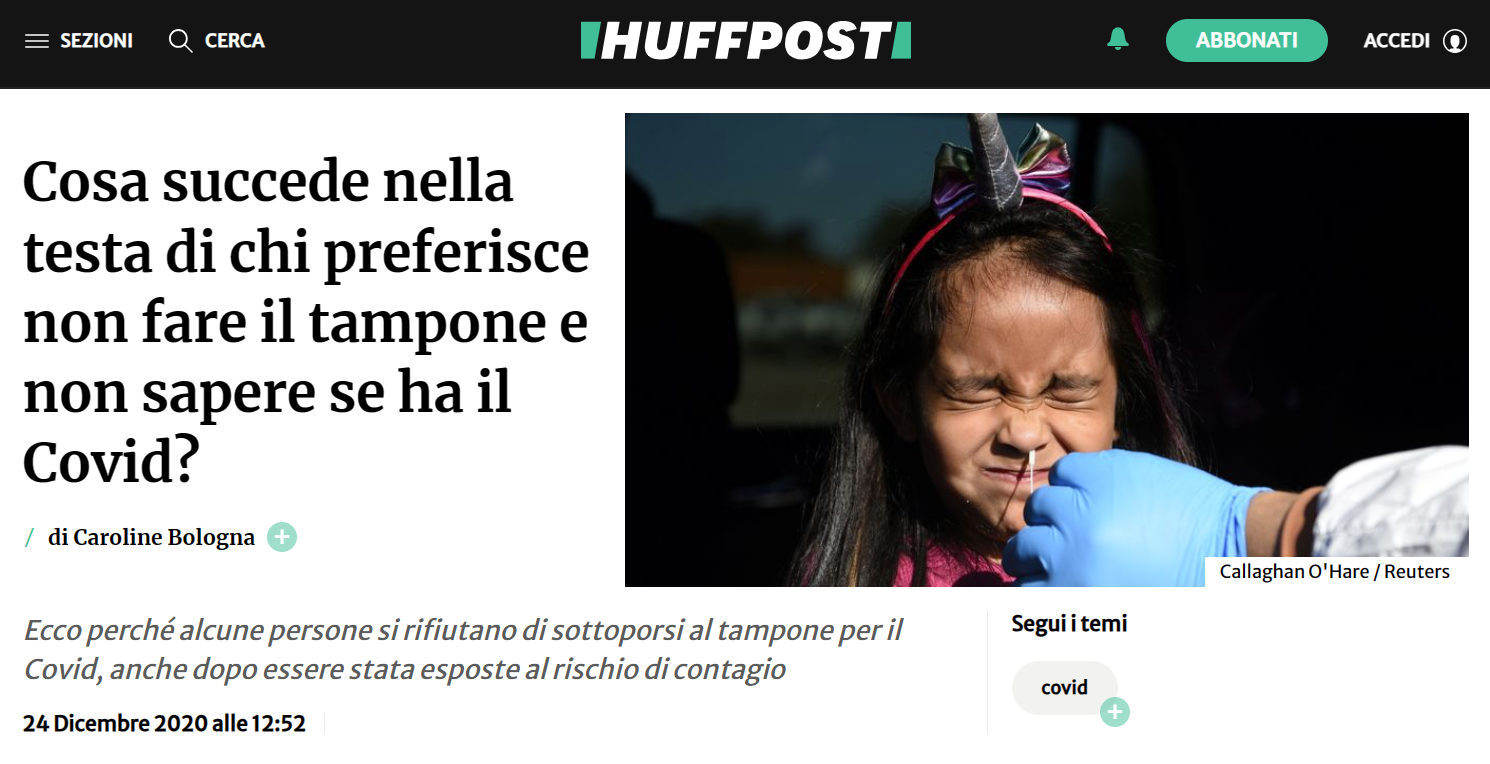 SEZIONI
CERCA
HUFFPOST
ABBONATI
ACCEDI
Cosa succede nella
testa di chi preferisce
non fare il tampone e
non sapere se ha il
Covid?
/ di Caroline Bologna
Callaghan O'Hare / Reuters
Ecco perché alcune persone si rifiutano di sottoporsi al tampone per il
Covid, anche dopo essere stata esposte al rischio di contagio
24 Dicembre 2020 alle 12:52
Segui i temi
covid